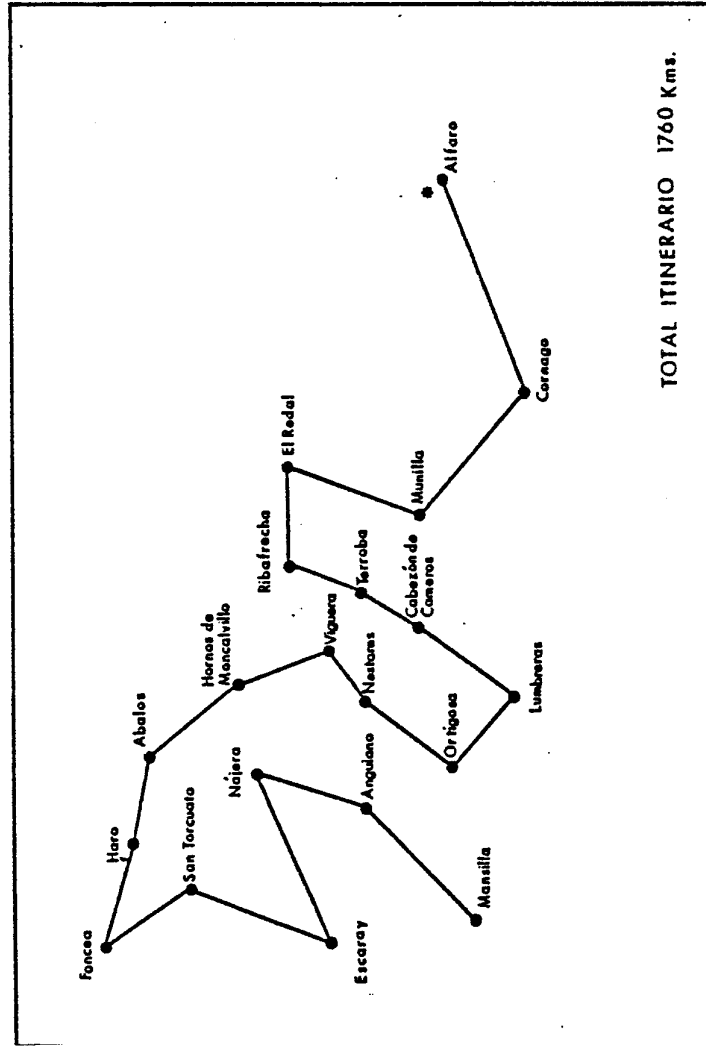 Foncea
Haro
Abalos
San Torcuato
Hornos de
Moncalvillo
Nájera
Viguera
Ribafrecha
El Redal
Escaray
Anguiano
Nestares
Terroba
Cabezón de
Cameros
Munilla
Alfaro
*
Mansilla
Ortigosa
Lumbreras
Cornago
TOTAL ITINERARIO 1760 Kms.